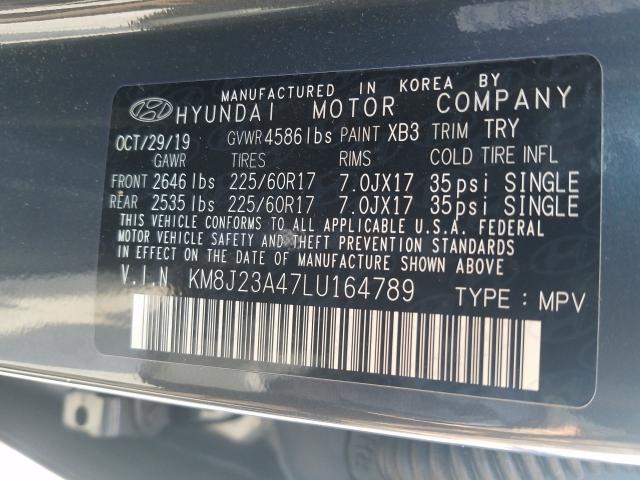 MANUFACTURED IN KOREA BY
HYUNDAI MOTOR COMPANY
OCT/29/19 GVWR 4586 lbs PAINT XB3 TRIM TRY
GAWR TIRES RIMS COLD TIRE INFL
FRONT 2646 lbs 225/60R17 7.0JX17 35psi SINGLE
REAR 2535 lbs 225/60R17 7.0JX17 35psi SINGLE
THIS VEHICLE CONFORMS TO ALL APPLICABLE U.S.A. FEDERAL
MOTOR VEHICLE SAFETY AND THEFT PREVENTION STANDARDS
IN EFFECT ON THE DATE OF MANUFACTURE SHOWN ABOVE
V.I.N KM8J23A47LU164789 TYPE : MPV